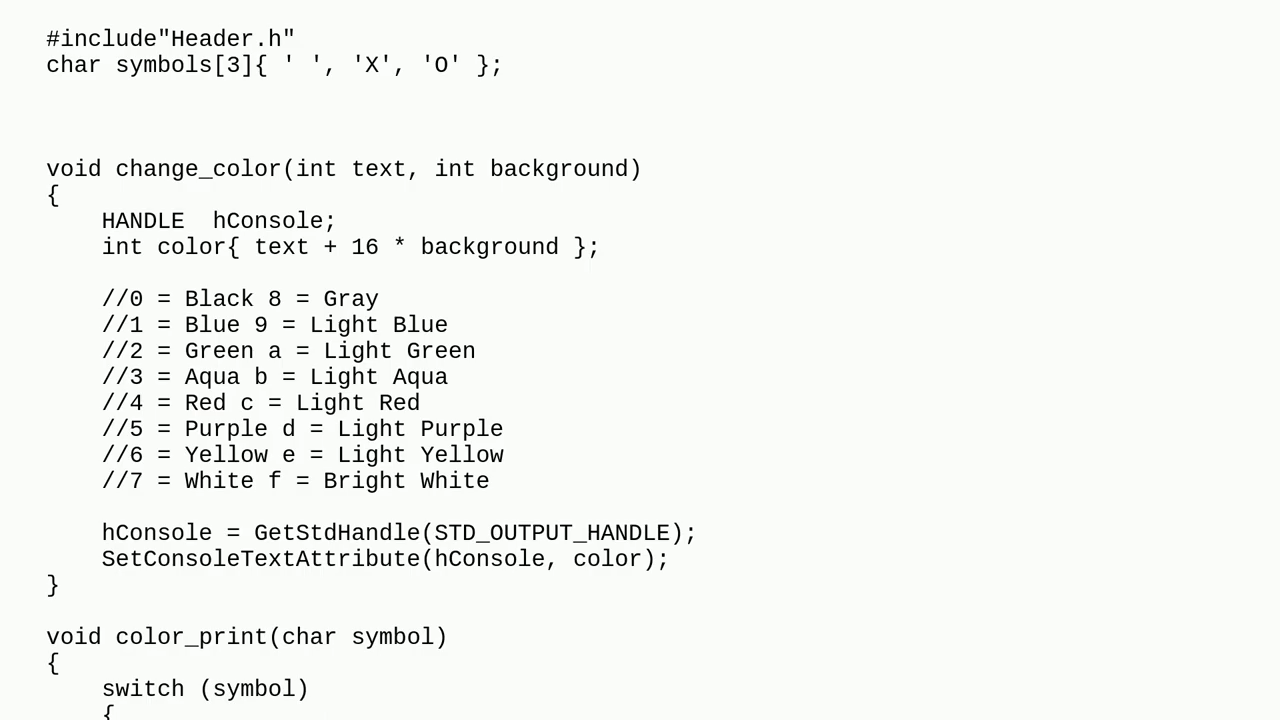 #include"Header.h"
char symbols[3]{ ' ', 'X', 'O' };
void change_color(int text, int background)
{
    HANDLE  hConsole;
    int color{ text + 16 * background };
    //0 = Black 8 = Gray
    //1 = Blue 9 = Light Blue
    //2 = Green a = Light Green
    //3 = Aqua b = Light Aqua
    //4 = Red c = Light Red
    //5 = Purple d = Light Purple
    //6 = Yellow e = Light Yellow
    //7 = White f = Bright White
    hConsole = GetStdHandle(STD_OUTPUT_HANDLE);
    SetConsoleTextAttribute(hConsole, color);
}
void color_print(char symbol)
{
    switch (symbol)
    {